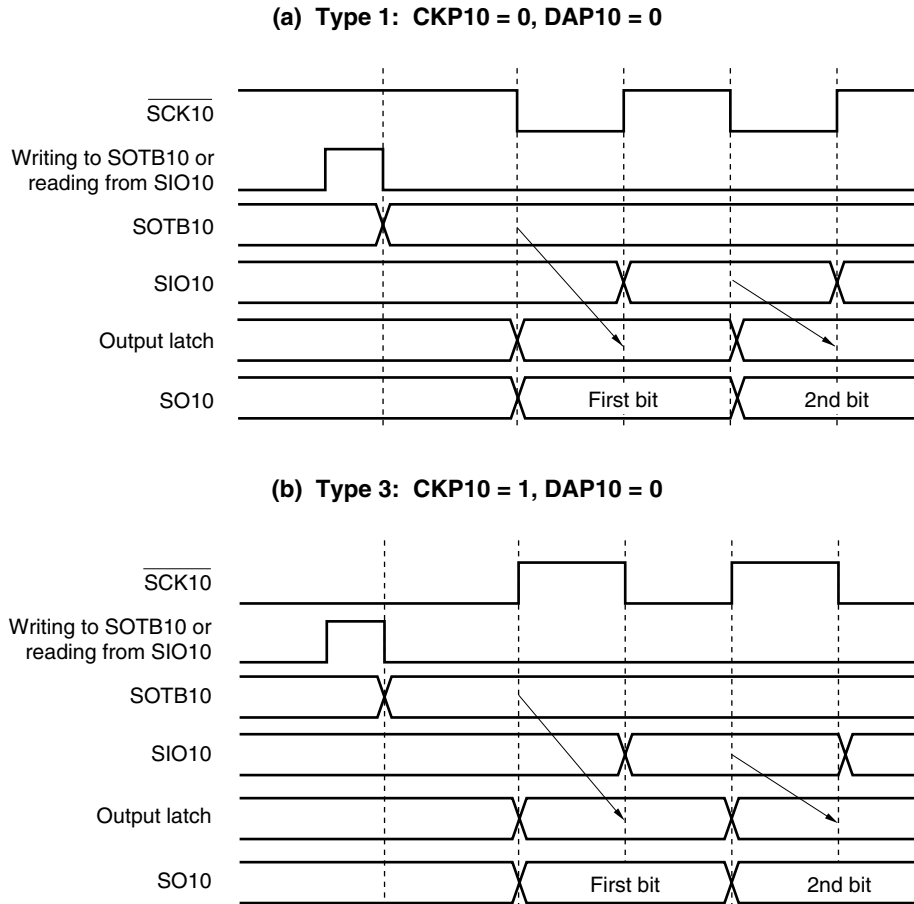 (a) Type 1: CKP10 = 0, DAP10 = 0
SCK10
Writing to SOTB10 or
reading from SIO10
SOTB10
SIO10
Output latch
SO10
First bit
2nd bit
(b) Type 3: CKP10 = 1, DAP10 = 0
SCK10
Writing to SOTB10 or
reading from SIO10
SOTB10
SIO10
Output latch
SO10
First bit
2nd bit